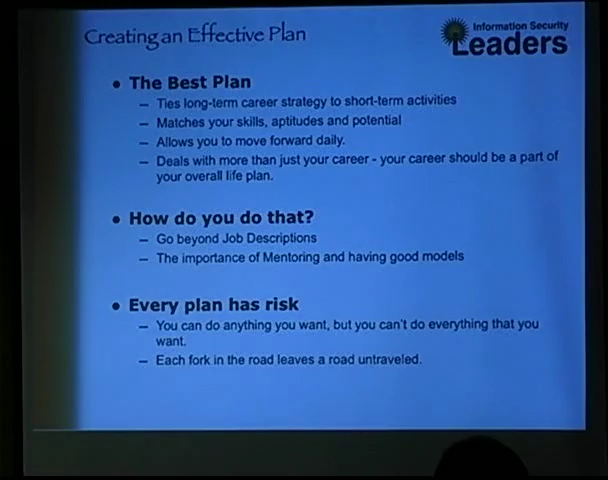 Creating an Effective Plan
Information Security
Leaders
• The Best Plan
– Ties long-term career strategy to short-term activities
– Matches your skills, aptitudes and potential
– Allows you to move forward daily.
– Deals with more than just your career - your career should be a part of
your overall life plan.
• How do you do that?
– Go beyond Job Descriptions
– The importance of Mentoring and having good models
• Every plan has risk
– You can do anything you want, but you can't do everything that you
want.
– Each fork in the road leaves a road untraveled.